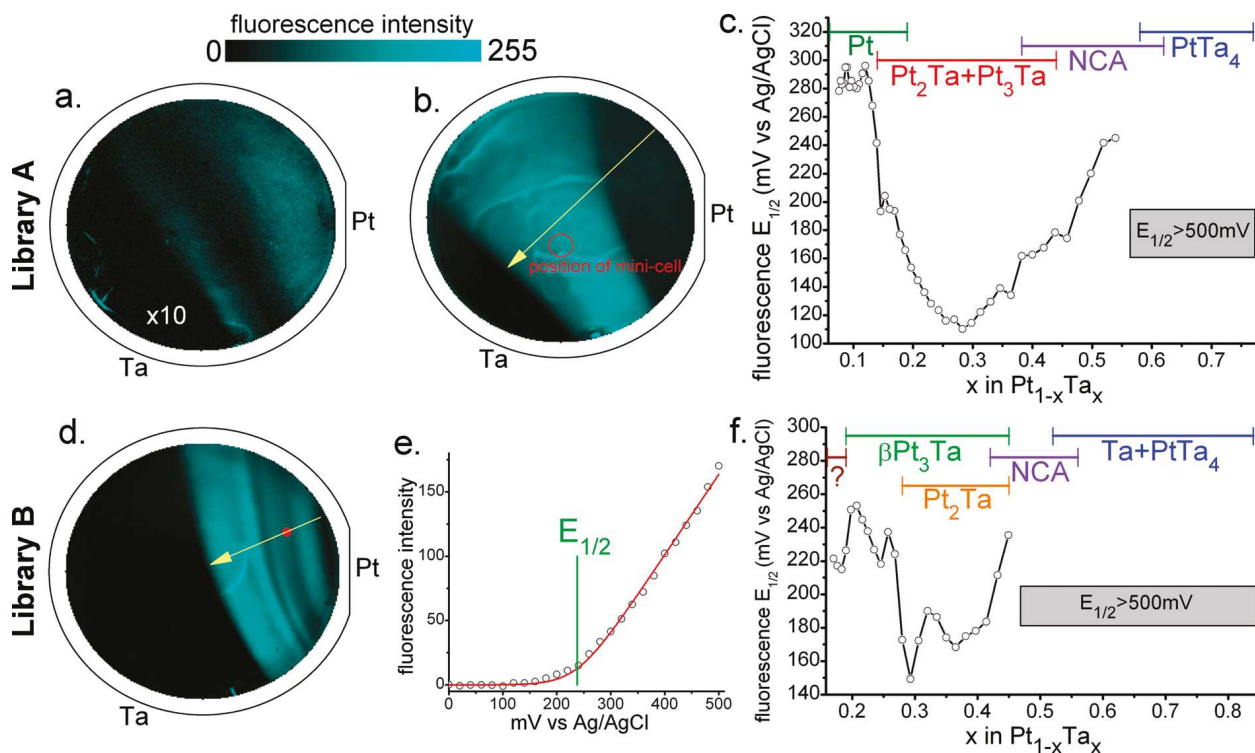 fluorescence intensity
0 255
Library A
a.
x10
Pt
Ta
b.
position of mini-cell
Pt
Ta
c.
fluorescence E1/2 (mV vs Ag/AgCl)
320
300
280
260
240
220
200
180
160
140
120
100
Pt
Pt2Ta+Pt3Ta
NCA
PtTa4
E1/2>500mV
0.1 0.2 0.3 0.4 0.5 0.6 0.7
x in Pt1-xTax
Library B
d.
Pt
Ta
e.
fluorescence intensity
150
100
50
0
E1/2
0 100 200 300 400 500
mV vs Ag/AgCl
f.
fluorescence E1/2 (mV vs Ag/AgCl)
300
280
260
240
220
200
180
160
140
?
βPt3Ta
Pt2Ta
NCA
Ta+PtTa4
E1/2>500mV
0.2 0.3 0.4 0.5 0.6 0.7 0.8
x in Pt1-xTax